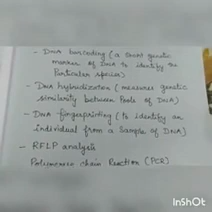 - DNA barcoding (a short genetic
marker of DNA to identify the
Particular species)
- DNA hybridization (measures genetic
similarity between Pools of DNA)
- DNA fingerprinting (to identify an
individual from a Sample of DNA)
- RFLP analysis
Polymerase chain Reaction (PCR)
InShOt